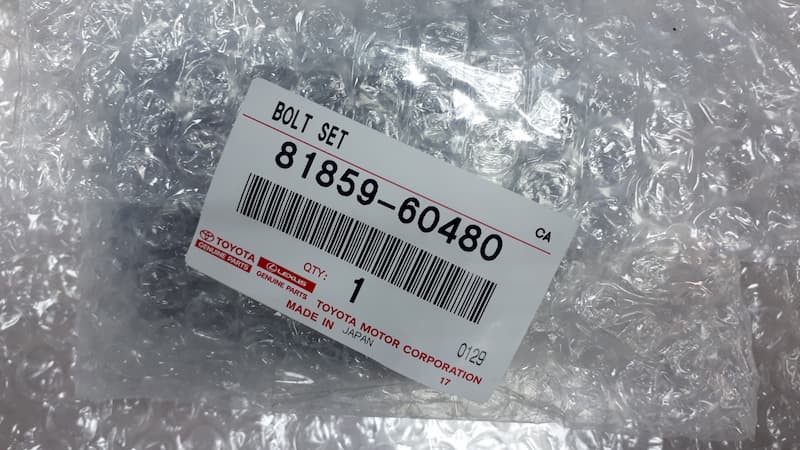 BOLT SET
CA
81859-60480
TOYOTA
GENUINE PARTS
LEXUS
GENUINE PARTS
QTY:
1
TOYOTA MOTOR CORPORATION
MADE IN JAPAN
0129
17